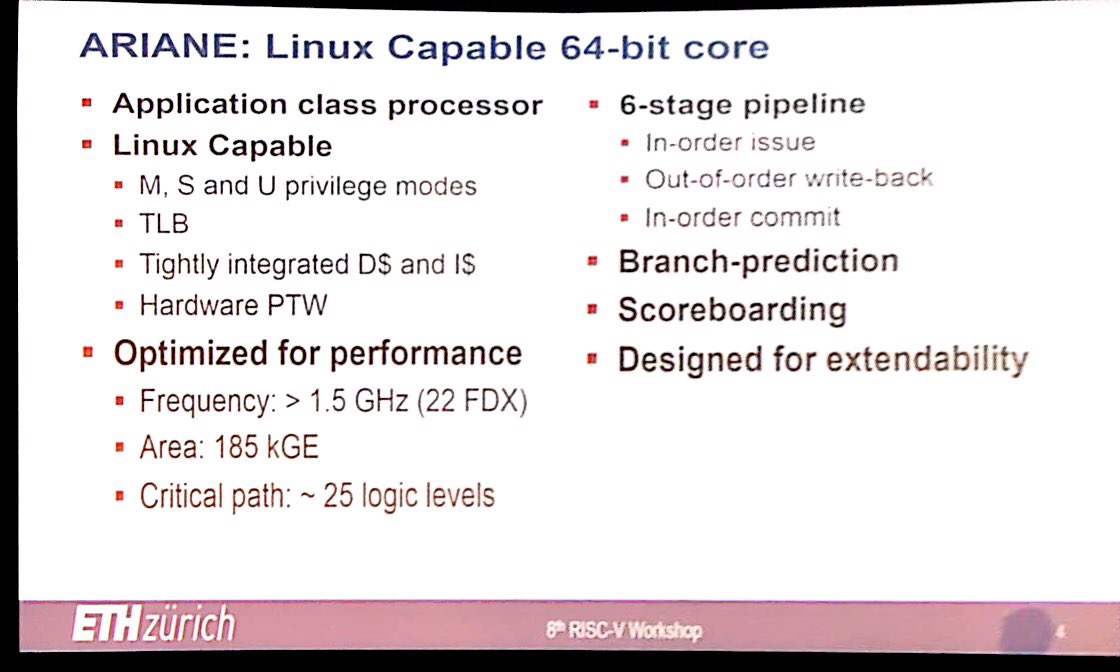 ARIANE: Linux Capable 64-bit core
Application class processor
Linux Capable
M, S and U privilege modes
TLB
Tightly integrated D$ and I$
Hardware PTW
Optimized for performance
Frequency: > 1.5 GHz (22 FDX)
Area: 185 kGE
Critical path: ~ 25 logic levels
6-stage pipeline
In-order issue
Out-of-order write-back
In-order commit
Branch-prediction
Scoreboarding
Designed for extendability
ETHzürich
8th RISC-V Workshop
4